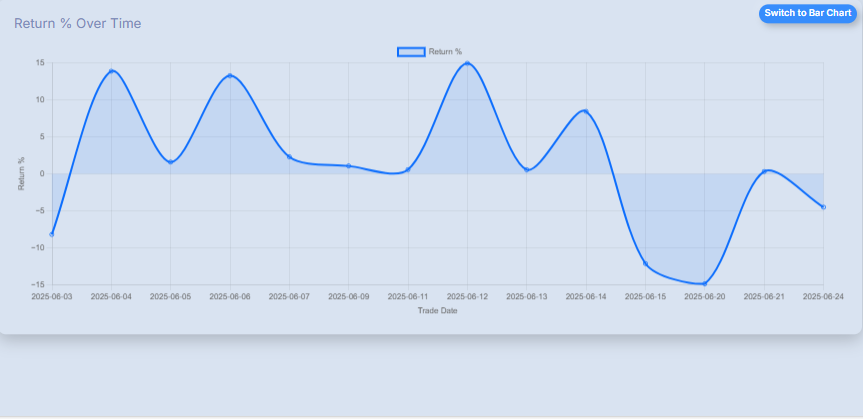 Switch to Bar Chart
Return % Over Time
Return %
15
10
5
0
−5
−10
−15
Return %
2025-06-03 2025-06-04 2025-06-05 2025-06-06 2025-06-07 2025-06-09 2025-06-11 2025-06-12 2025-06-13 2025-06-14 2025-06-15 2025-06-20 2025-06-21 2025-06-24
Trade Date